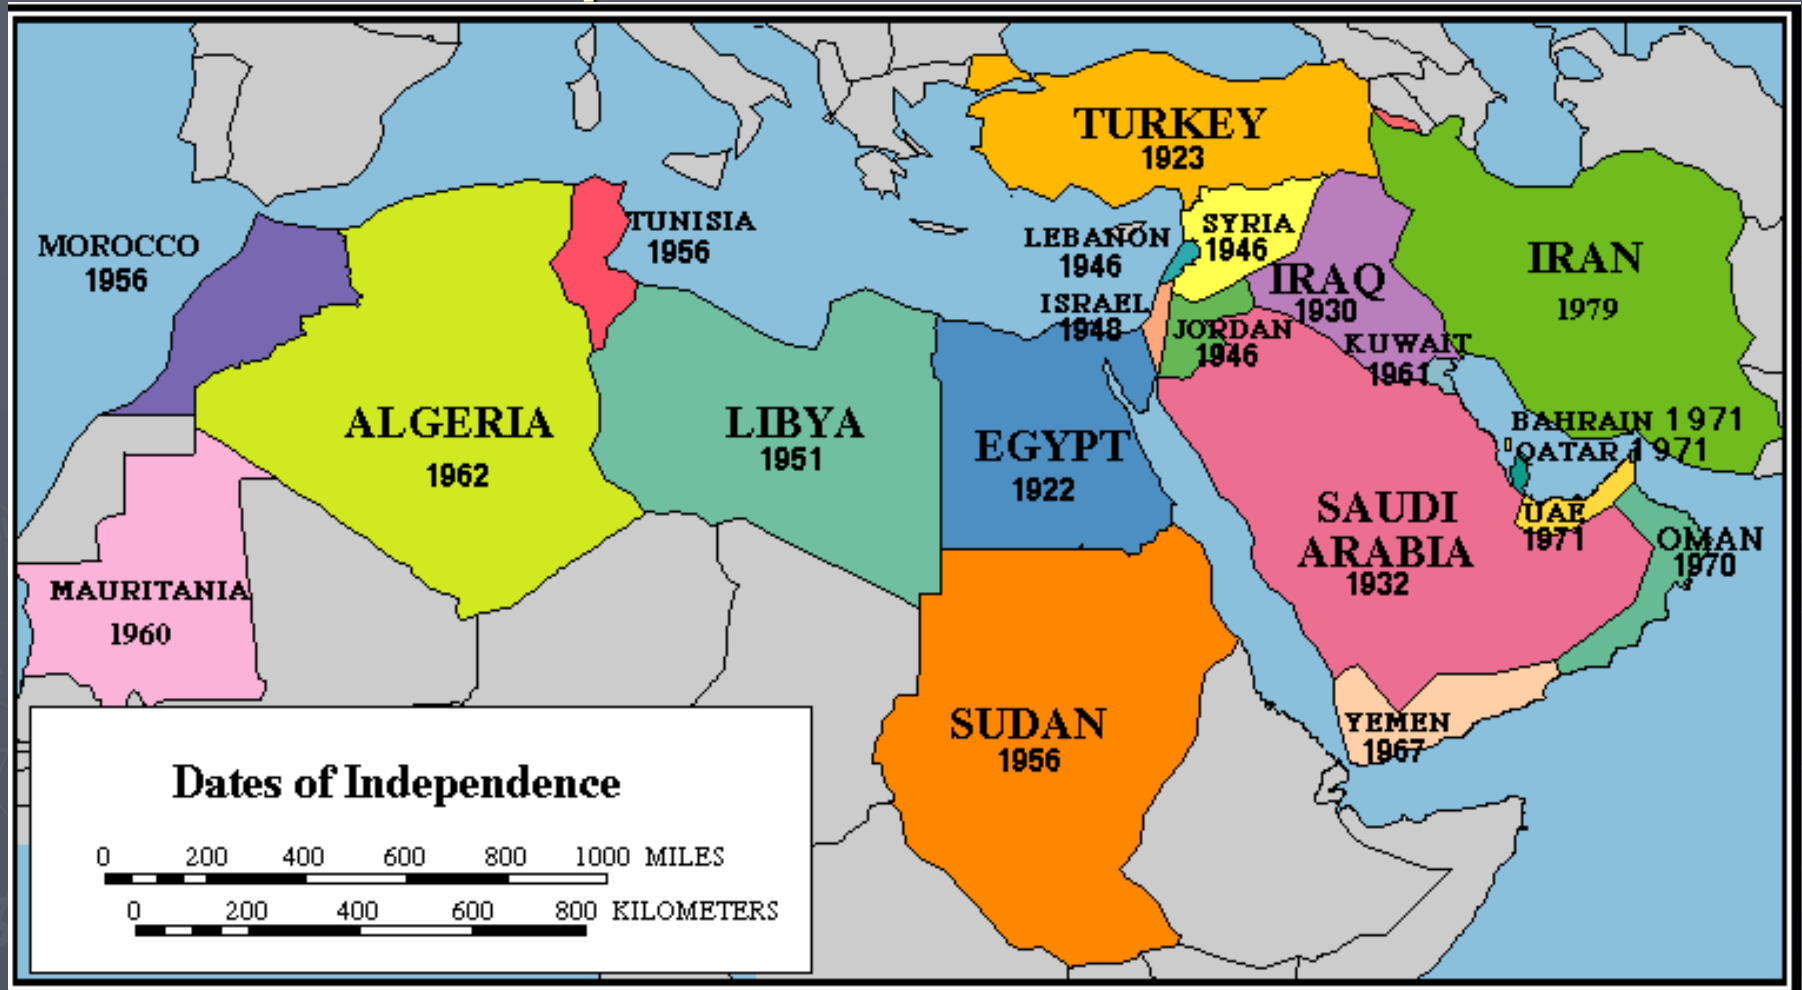 TURKEY
1923
MOROCCO
1956
TUNISIA
1956
LEBANON
1946
SYRIA
1946
IRAQ
1930
IRAN
1979
ISRAEL
1948
JORDAN
1946
KUWAIT
1961
ALGERIA
1962
LIBYA
1951
EGYPT
1922
BAHRAIN 1971
QATAR 1971
SAUDI
ARABIA
1932
UAE
1971
OMAN
1970
MAURITANIA
1960
SUDAN
1956
YEMEN
1967
Dates of Independence
0 200 400 600 800 1000 MILES
0 200 400 600 800 KILOMETERS